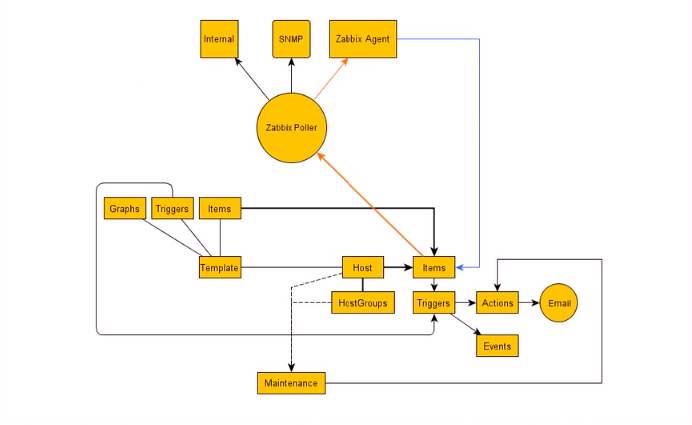 Internal
SNMP
Zabbix Agent
Zabbix Poller
Graphs
Triggers
Items
Template
Host
Items
HostGroups
Triggers
Actions
Email
Events
Maintenance